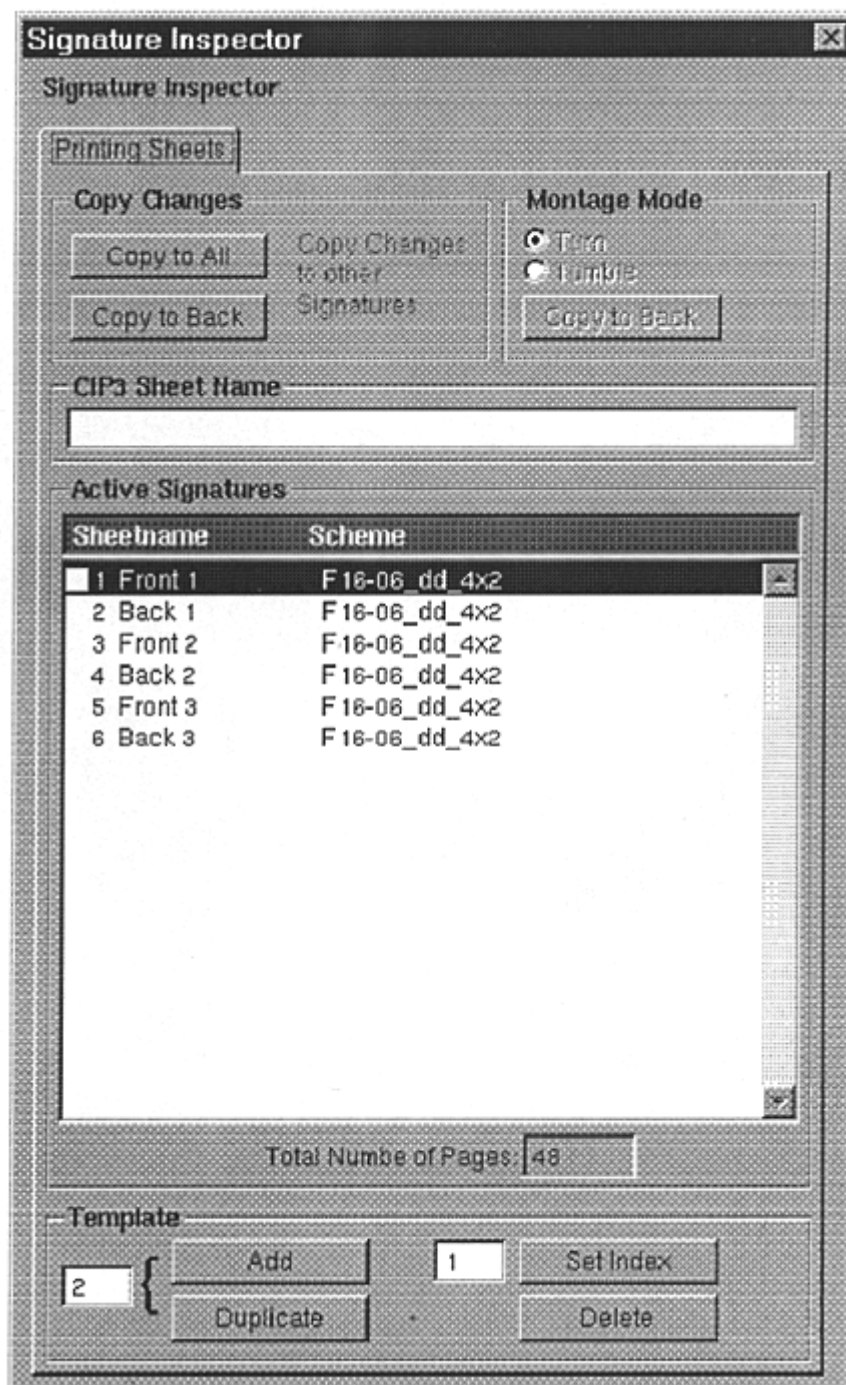 Signature Inspector
Signature Inspector
Printing Sheets
Copy Changes
Copy to All
Copy to Back
Copy Changes
to other
Signatures
Montage Mode
Turn
Tumble
Copy to Back
CIP3 Sheet Name
Active Signatures
Sheetname Scheme
1 Front 1 F16-06_dd_4x2
2 Back 1 F16-06_dd_4x2
3 Front 2 F16-06_dd_4x2
4 Back 2 F16-06_dd_4x2
5 Front 3 F16-06_dd_4x2
6 Back 3 F16-06_dd_4x2
Total Numbe of Pages: 48
Template
2 { Add
Duplicate
1 Set Index
Delete